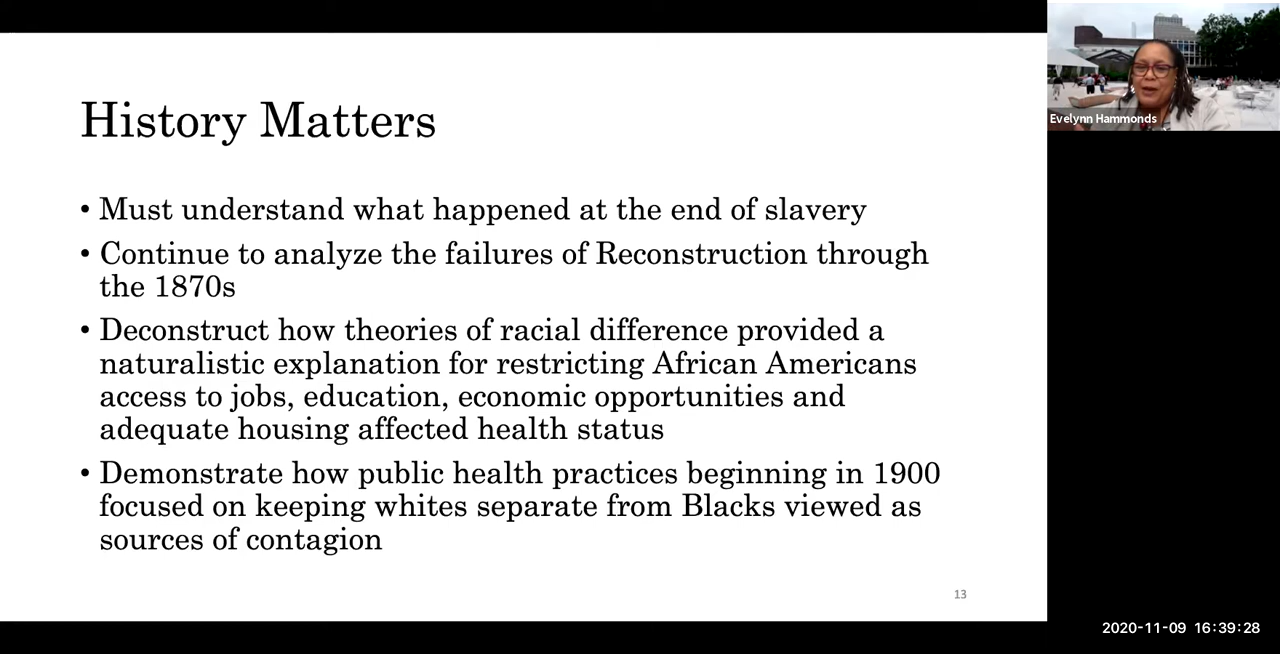 History Matters
• Must understand what happened at the end of slavery
• Continue to analyze the failures of Reconstruction through
the 1870s
• Deconstruct how theories of racial difference provided a
naturalistic explanation for restricting African Americans
access to jobs, education, economic opportunities and
adequate housing affected health status
• Demonstrate how public health practices beginning in 1900
focused on keeping whites separate from Blacks viewed as
sources of contagion
13
Evelynn Hammonds
2020-11-09 16:39:28